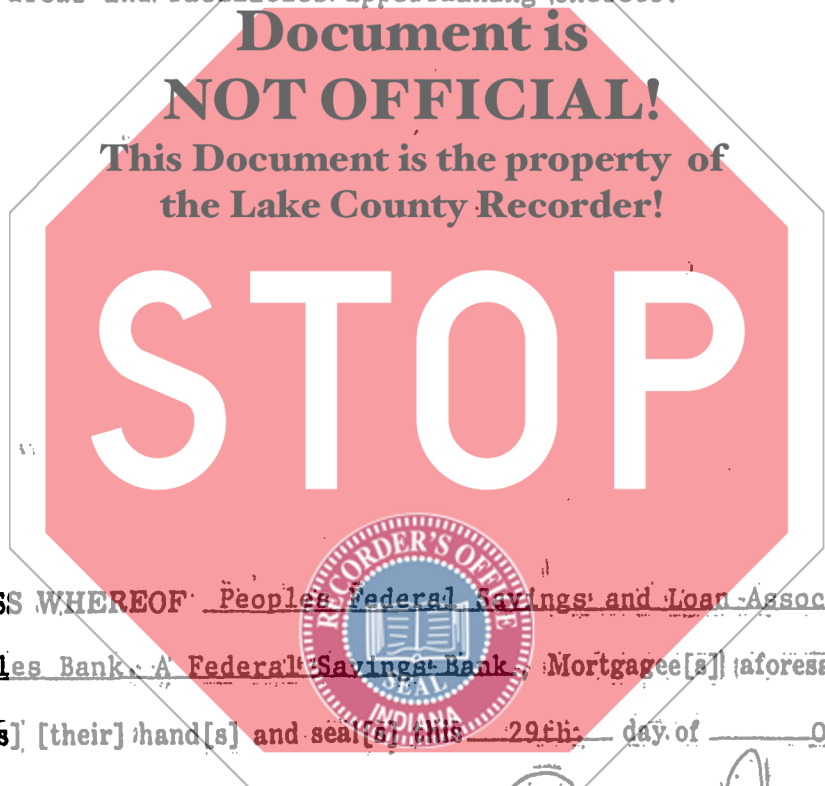 Document is
NOT OFFICIAL!
This Document is the property of
the Lake County Recorder!
STOP
RECORDER'S OFFICE
SEAL
INDIANA
SS WHEREOF Peoples Federal Savings and Loan Assoc
les Bank, A Federal Savings Bank, Mortgagee[s] aforesa
s] [their] hand[s] and seal[s] this 29th day of O